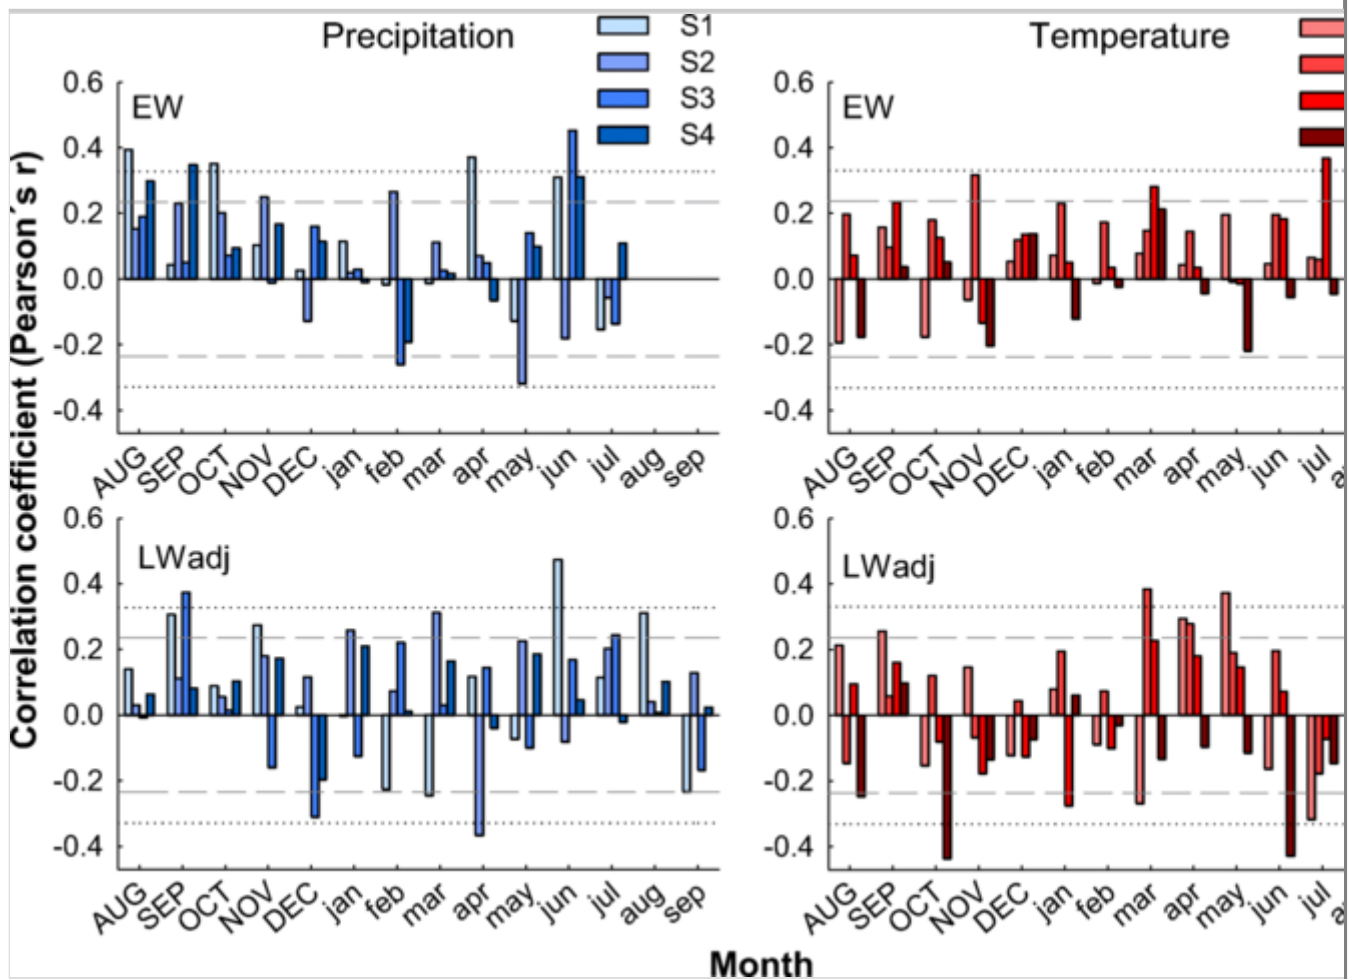 Precipitation
S1
S2
S3
S4
Temperature
Correlation coefficient (Pearson´s r)
EW
0.6
0.4
0.2
0.0
-0.2
-0.4
AUG SEP OCT NOV DEC jan feb mar apr may jun jul aug sep
EW
0.6
0.4
0.2
0.0
-0.2
-0.4
AUG SEP OCT NOV DEC jan feb mar apr may jun jul
LWadj
0.6
0.4
0.2
0.0
-0.2
-0.4
AUG SEP OCT NOV DEC jan feb mar apr may jun jul aug sep
LWadj
0.6
0.4
0.2
0.0
-0.2
-0.4
AUG SEP OCT NOV DEC jan feb mar apr may jun jul
Month